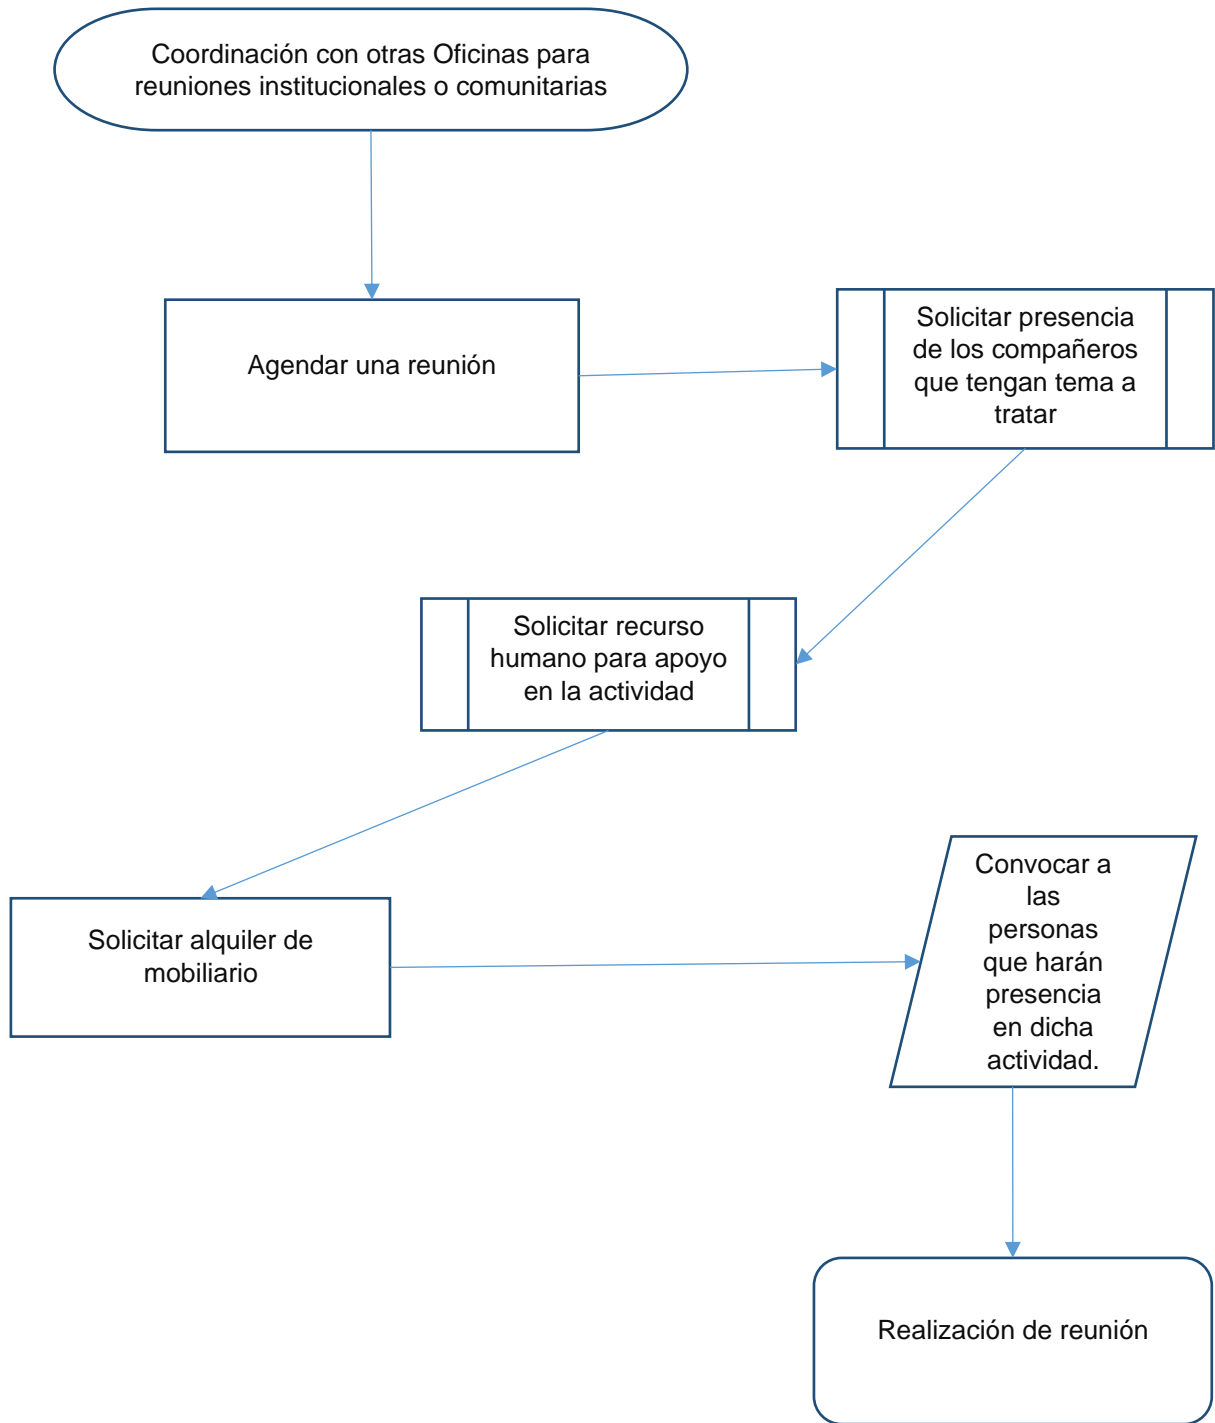 Coordinación con otras Oficinas para
reuniones institucionales o comunitarias
Agendar una reunión
Solicitar presencia
de los compañeros
que tengan tema a
tratar
Solicitar recurso
humano para apoyo
en la actividad
Solicitar alquiler de
mobiliario
Convocar a
las
personas
que harán
presencia
en dicha
actividad.
Realización de reunión